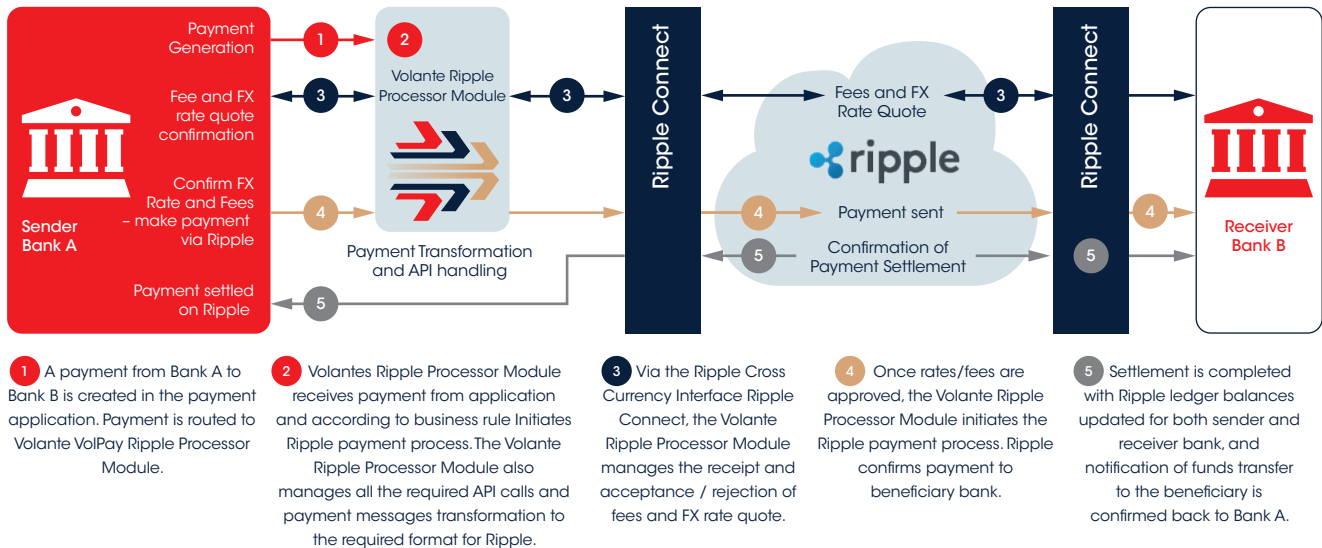 Payment
Generation
1
2
Volante Ripple
Processor Module
Fee and FX
rate quote
confirmation
3
3
Ripple Connect
Fees and FX
Rate Quote
3
Ripple Connect
ripple
Sender
Bank A
Confirm FX
Rate and Fees
– make payment
via Ripple
4
4
Payment sent
4
Receiver
Bank B
Payment Transformation
and API handling
5
Confirmation of
Payment Settlement
5
Payment settled
on Ripple
5
1 A payment from Bank A to
Bank B is created in the payment
application. Payment is routed to
Volante VolPay Ripple Processor
Module.
2 Volantes Ripple Processor Module
receives payment from application
and according to business rule Initiates
Ripple payment process. The Volante
Ripple Processor Module also
manages all the required API calls and
payment messages transformation to
the required format for Ripple.
3 Via the Ripple Cross
Currency Interface Ripple
Connect, the Volante
Ripple Processor Module
manages the receipt and
acceptance / rejection of
fees and FX rate quote.
4 Once rates/fees are
approved, the Volante Ripple
Processor Module initiates the
Ripple payment process. Ripple
confirms payment to
beneficiary bank.
5 Settlement is completed
with Ripple ledger balances
updated for both sender and
receiver bank, and
notification of funds transfer
to the beneficiary is
confirmed back to Bank A.